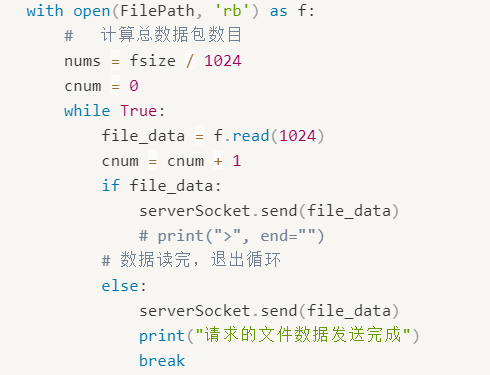 with open(FilePath, 'rb') as f:
    #   计算总数据包数目
    nums = fsize / 1024
    cnum = 0
    while True:
        file_data = f.read(1024)
        cnum = cnum + 1
        if file_data:
            serverSocket.send(file_data)
            # print(">", end="")
        # 数据读完，退出循环
        else:
            serverSocket.send(file_data)
            print("请求的文件数据发送完成")
            break